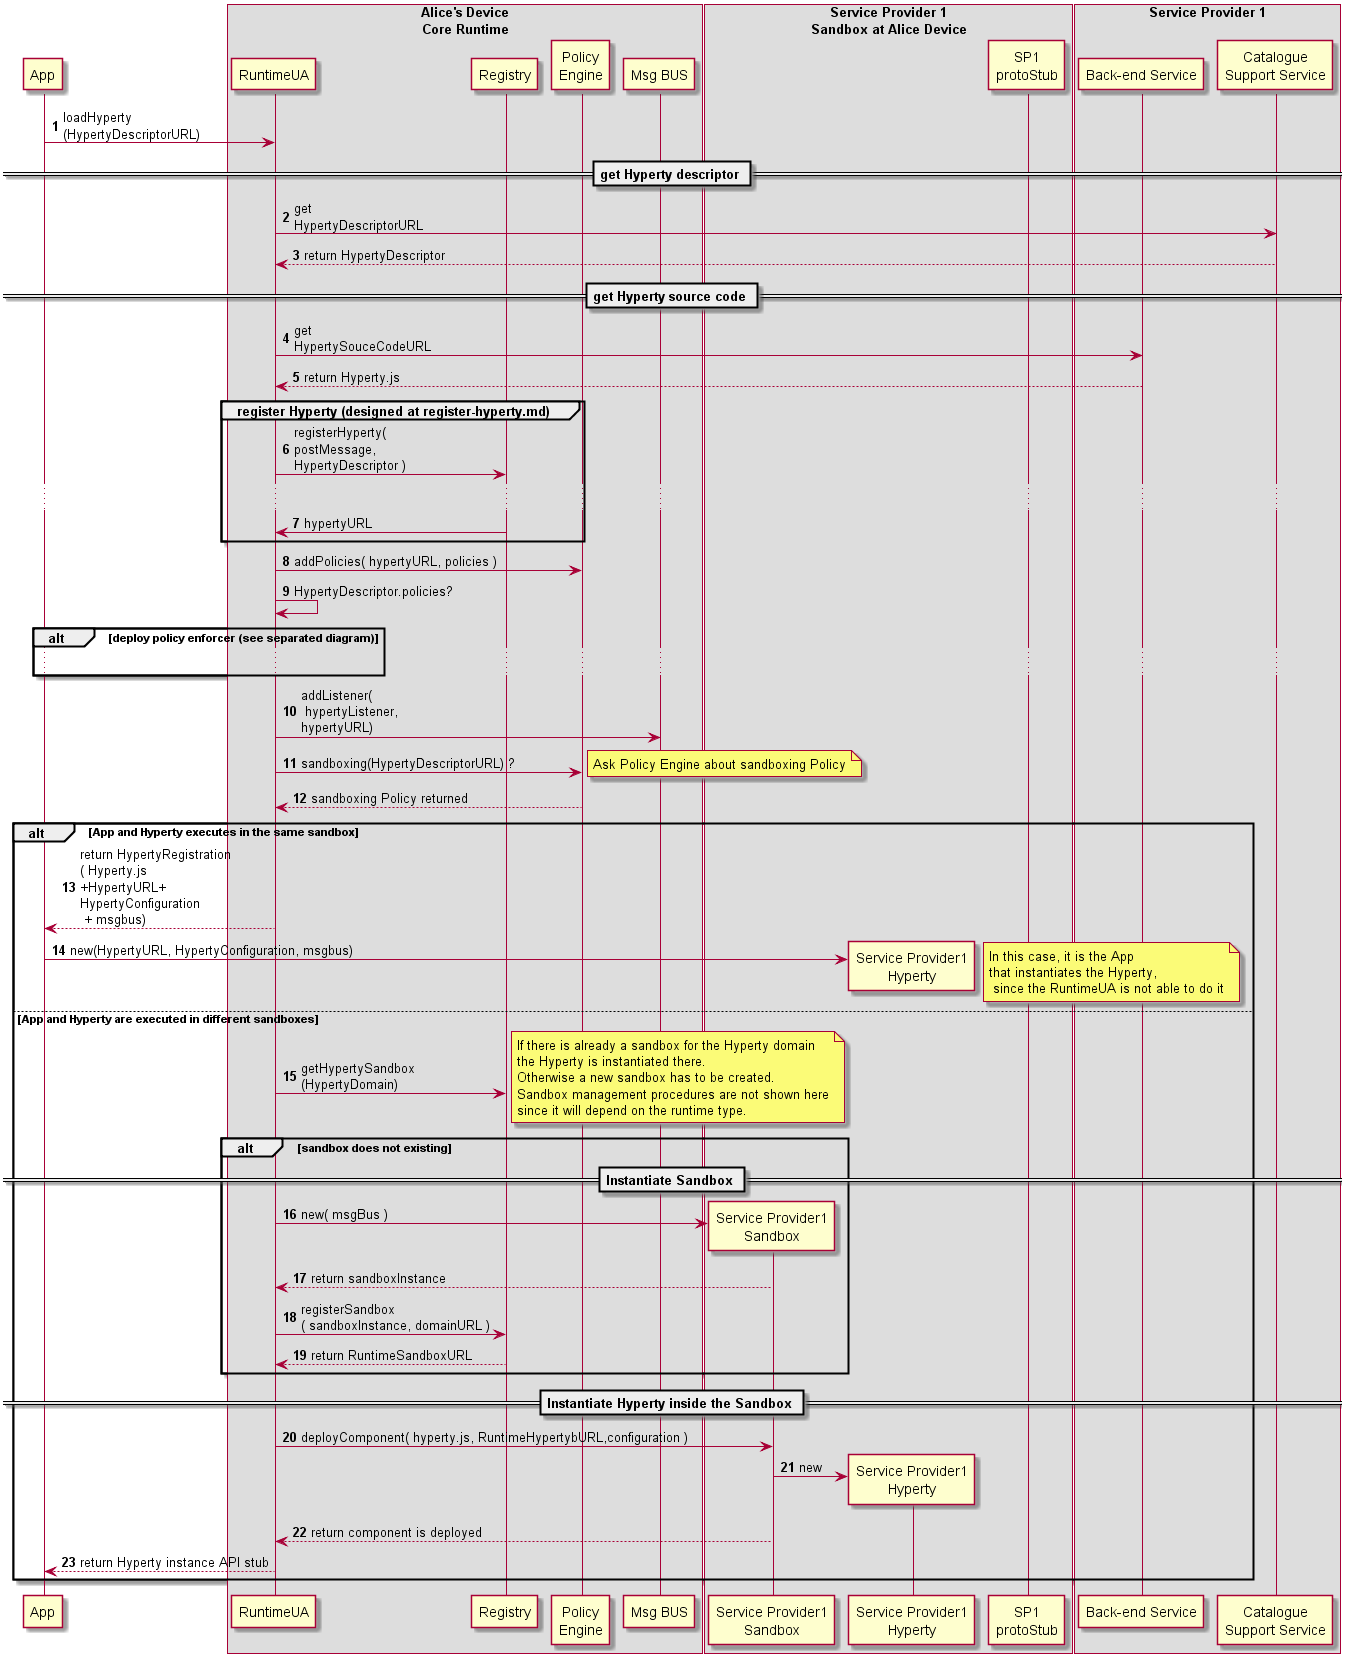 Alice's Device
Core Runtime
Service Provider 1
Sandbox at Alice Device
Service Provider 1
App
RuntimeUA
Registry
Policy
Engine
Msg BUS
SP1
protoStub
Back-end Service
Catalogue
Support Service
1 loadHyperty
(HypertyDescriptorURL)
get Hyperty descriptor
2 get
HypertyDescriptorURL
3 return HypertyDescriptor
get Hyperty source code
4 get
HypertySouceCodeURL
5 return Hyperty.js
register Hyperty (designed at register-hyperty.md)
6 registerHyperty(
postMessage,
HypertyDescriptor )
7 hypertyURL
8 addPolicies( hypertyURL, policies )
9 HypertyDescriptor.policies?
alt [deploy policy enforcer (see separated diagram)]
10 addListener(
hypertyListener,
hypertyURL)
11 sandboxing(HypertyDescriptorURL) ?
Ask Policy Engine about sandboxing Policy
12 sandboxing Policy returned
alt [App and Hyperty executes in the same sandbox]
13 return HypertyRegistration
( Hyperty.js
+HypertyURL+
HypertyConfiguration
+ msgbus)
14 new(HypertyURL, HypertyConfiguration, msgbus)
Service Provider1
Hyperty
In this case, it is the App
that instantiates the Hyperty,
since the RuntimeUA is not able to do it
[App and Hyperty are executed in different sandboxes]
15 getHypertySandbox
(HypertyDomain)
If there is already a sandbox for the Hyperty domain
the Hyperty is instantiated there.
Otherwise a new sandbox has to be created.
Sandbox management procedures are not shown here
since it will depend on the runtime type.
alt [sandbox does not existing]
Instantiate Sandbox
16 new( msgBus )
Service Provider1
Sandbox
17 return sandboxInstance
18 registerSandbox
( sandboxInstance, domainURL )
19 return RuntimeSandboxURL
Instantiate Hyperty inside the Sandbox
20 deployComponent( hyperty.js, RuntimeHypertybURL,configuration )
21 new
Service Provider1
Hyperty
22 return component is deployed
23 return Hyperty instance API stub
App
RuntimeUA
Registry
Policy
Engine
Msg BUS
Service Provider1
Sandbox
Service Provider1
Hyperty
SP1
protoStub
Back-end Service
Catalogue
Support Service